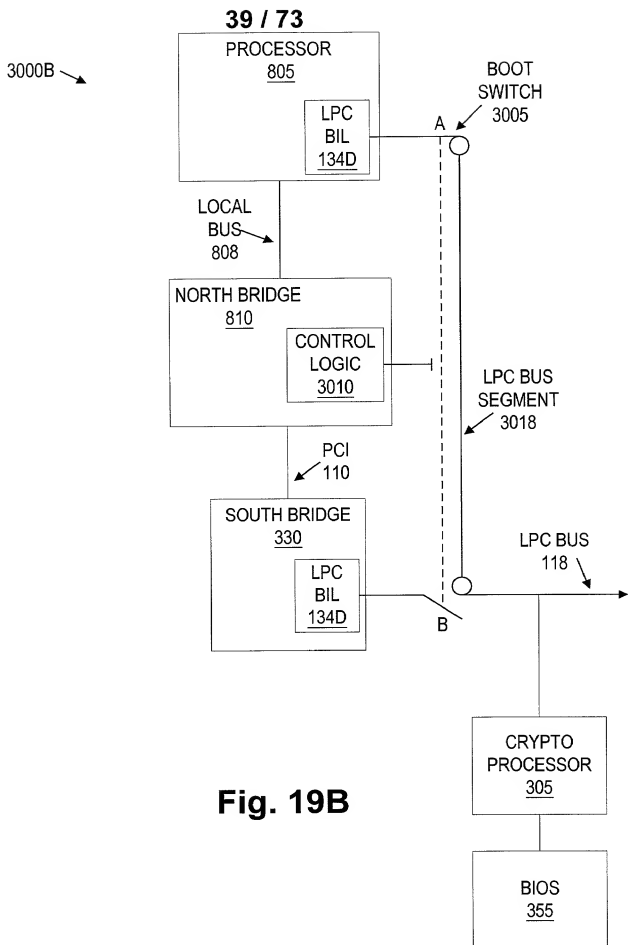 39 / 73
PROCESSOR
805
3000B
BOOT
SWITCH
3005
LPC
BIL
134D
A
LOCAL
BUS
808
NORTH BRIDGE
810
CONTROL
LOGIC
3010
LPC BUS
SEGMENT
3018
PCI
110
SOUTH BRIDGE
330
LPC BUS
118
LPC
BIL
134D
B
CRYPTO
PROCESSOR
305
Fig. 19B
BIOS
355